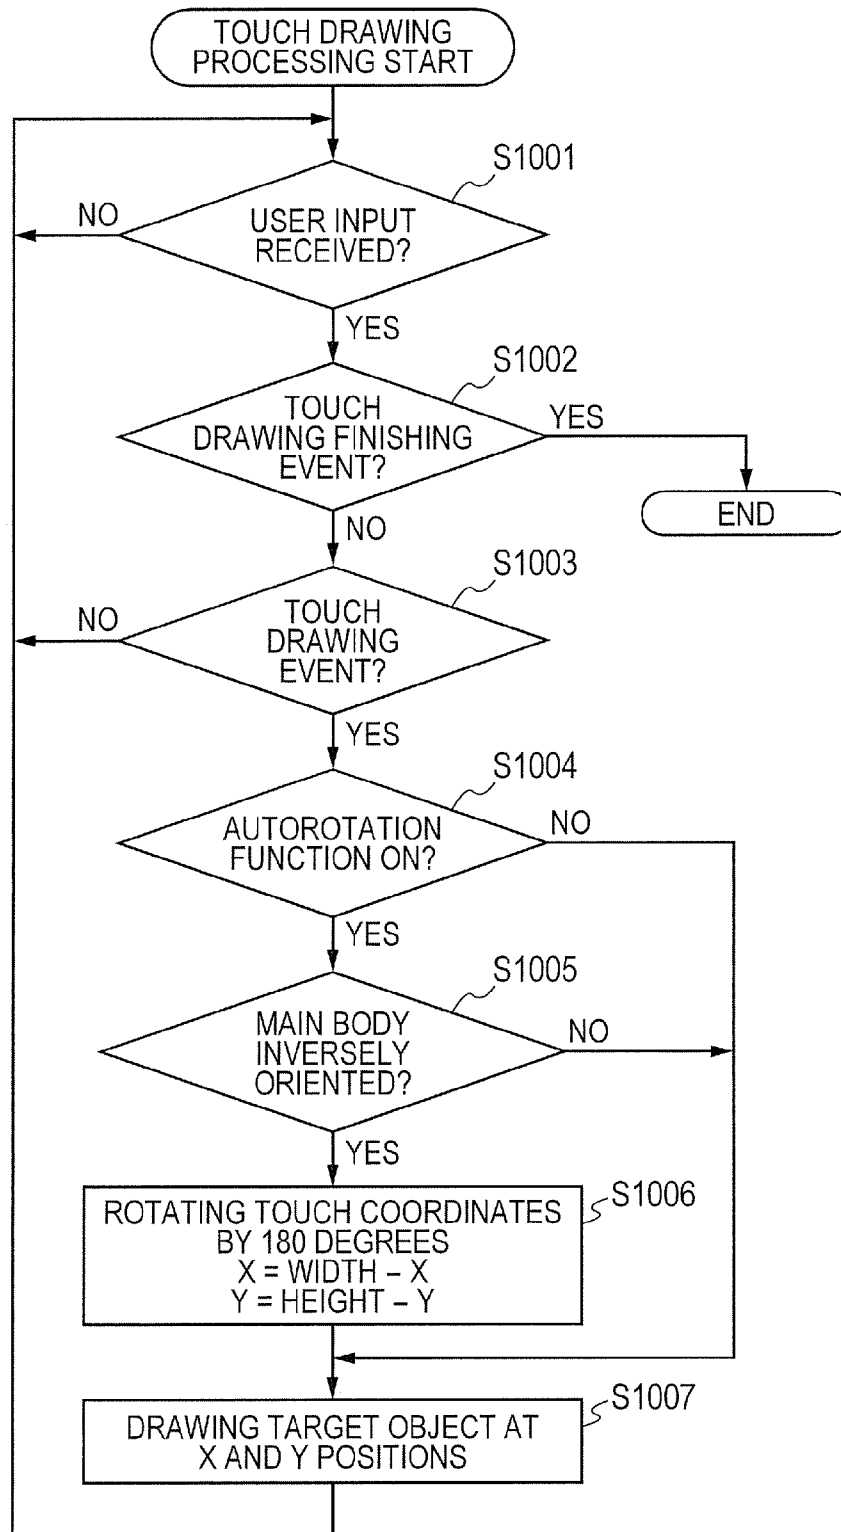 TOUCH DRAWING
PROCESSING START
S1001
NO
USER INPUT
RECEIVED?
YES
S1002
TOUCH
DRAWING FINISHING
EVENT?
YES
END
NO
S1003
NO
TOUCH
DRAWING
EVENT?
YES
S1004
AUTOROTATION
FUNCTION ON?
NO
YES
S1005
MAIN BODY
INVERSELY
ORIENTED?
NO
YES
S1006
ROTATING TOUCH COORDINATES
BY 180 DEGREES
X = WIDTH – X
Y = HEIGHT – Y
S1007
DRAWING TARGET OBJECT AT
X AND Y POSITIONS